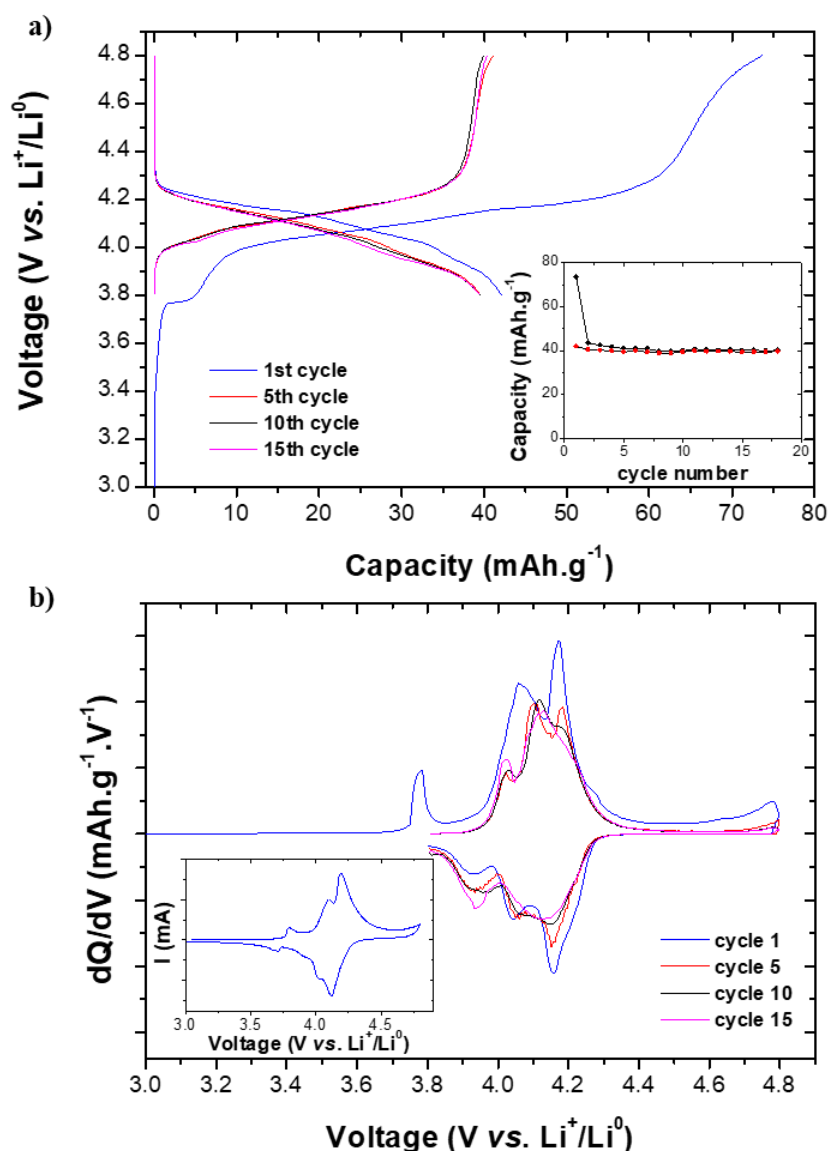 a)
4.8
4.6
4.4
4.2
4.0
3.8
3.6
3.4
3.2
3.0
Voltage (V vs. Li⁺/Li⁰)
1st cycle
5th cycle
10th cycle
15th cycle
80
60
40
20
0
Capacity (mAh.g⁻¹)
0 5 10 15 20
cycle number
0 10 20 30 40 50 60 70 80
Capacity (mAh.g⁻¹)
b)
dQ/dV (mAh.g⁻¹.V⁻¹)
I (mA)
3.0 3.5 4.0 4.5
Voltage (V vs. Li⁺/Li⁰)
cycle 1
cycle 5
cycle 10
cycle 15
3.0 3.2 3.4 3.6 3.8 4.0 4.2 4.4 4.6 4.8
Voltage (V vs. Li⁺/Li⁰)